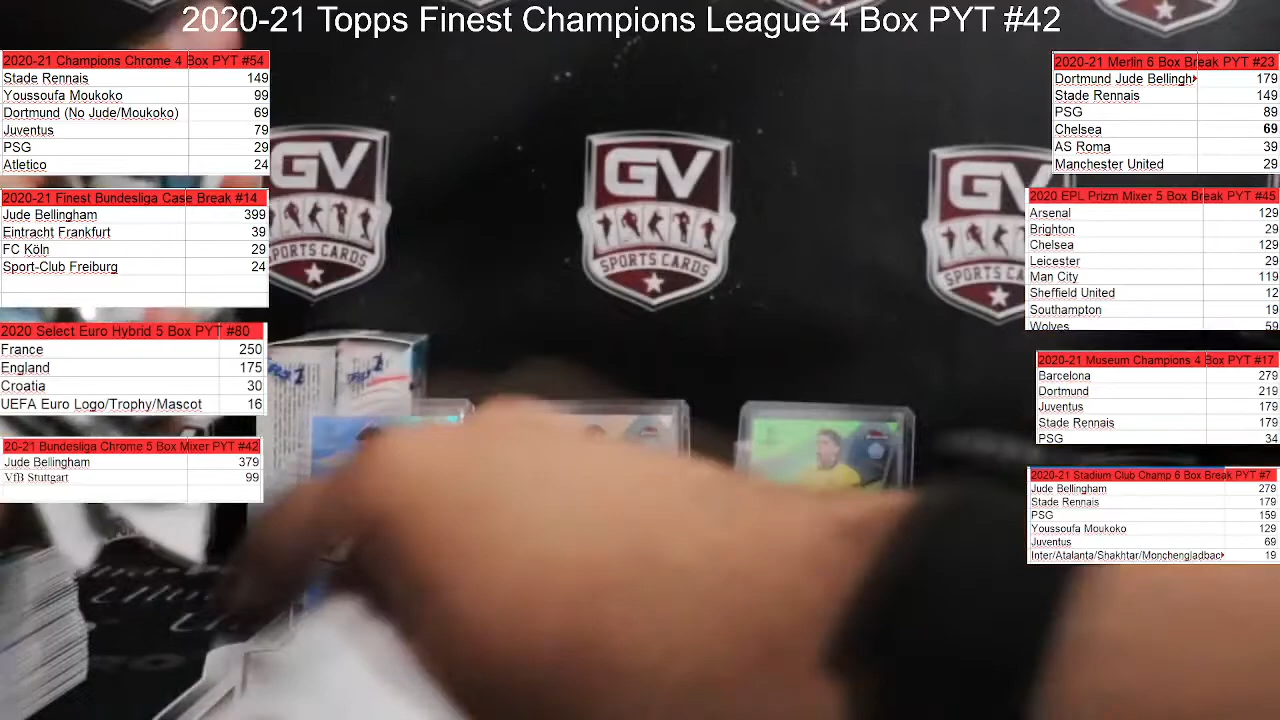 2020-21 Topps Finest Champions League 4 Box PYT #42
2020-21 Champions Chrome 4 Box PYT #54
Stade Rennais 149
Youssoufa Moukoko 99
Dortmund (No Jude/Moukoko) 69
Juventus 79
PSG 29
Atletico 24
2020-21 Finest Bundesliga Case Break #14
Jude Bellingham 399
Eintracht Frankfurt 39
FC Köln 29
Sport-Club Freiburg 24
2020 Select Euro Hybrid 5 Box PYT #80
France 250
England 175
Croatia 30
UEFA Euro Logo/Trophy/Mascot 16
20-21 Bundesliga Chrome 5 Box Mixer PYT #42
Jude Bellingham 379
VfB Stuttgart 99
2020-21 Merlin 6 Box Break PYT #23
Dortmund Jude Bellingh 179
Stade Rennais 149
PSG 89
Chelsea 69
AS Roma 39
Manchester United 29
2020 EPL Prizm Mixer 5 Box Break PYT #45
Arsenal 129
Brighton 29
Chelsea 129
Leicester 29
Man City 119
Sheffield United 12
Southampton 19
Wolves 59
2020-21 Museum Champions 4 Box PYT #17
Barcelona 279
Dortmund 219
Juventus 179
Stade Rennais 179
PSG 34
2020-21 Stadium Club Champ 6 Box Break PYT #7
Jude Bellingham 279
Stade Rennais 179
PSG 159
Youssoufa Moukoko 129
Juventus 69
Inter/Atalanta/Shakhtar/Monchengladbac 19
GV
PORTS CARDS
GV
SPORTS CARDS
GV
SPORTS CA